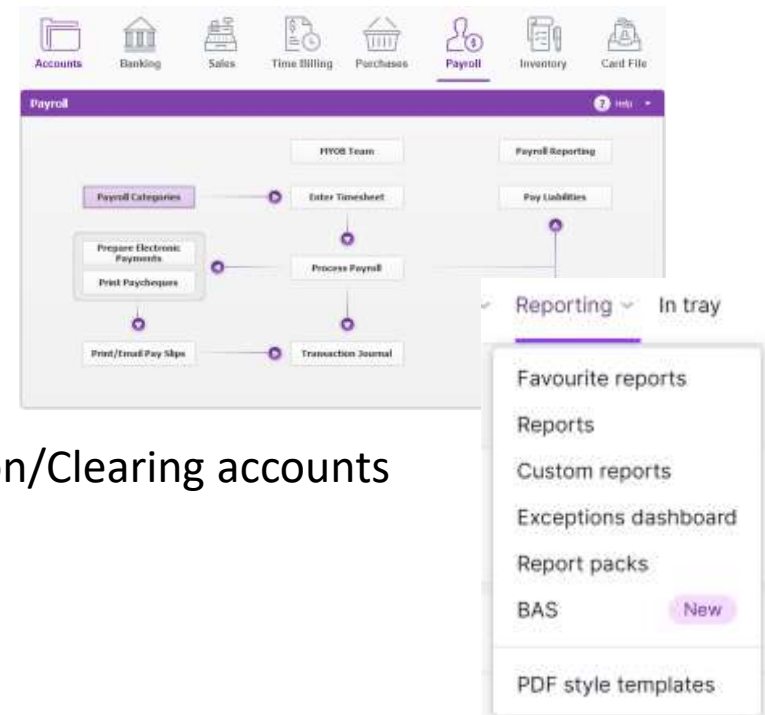 Accounts Banking Sales Time Billing Purchases Payroll Inventory Card File
Payroll ? Help
MYOB Team Payroll Reporting
Payroll Categories Enter Timesheet Pay Liabilities
Prepare Electronic
Payments
Process Payroll
Print Paycheques
Print/Email Pay Slips Transaction Journal
Reporting In tray
Favourite reports
Reports
Custom reports
Exceptions dashboard
Report packs
BAS New
PDF style templates
on/Clearing accounts